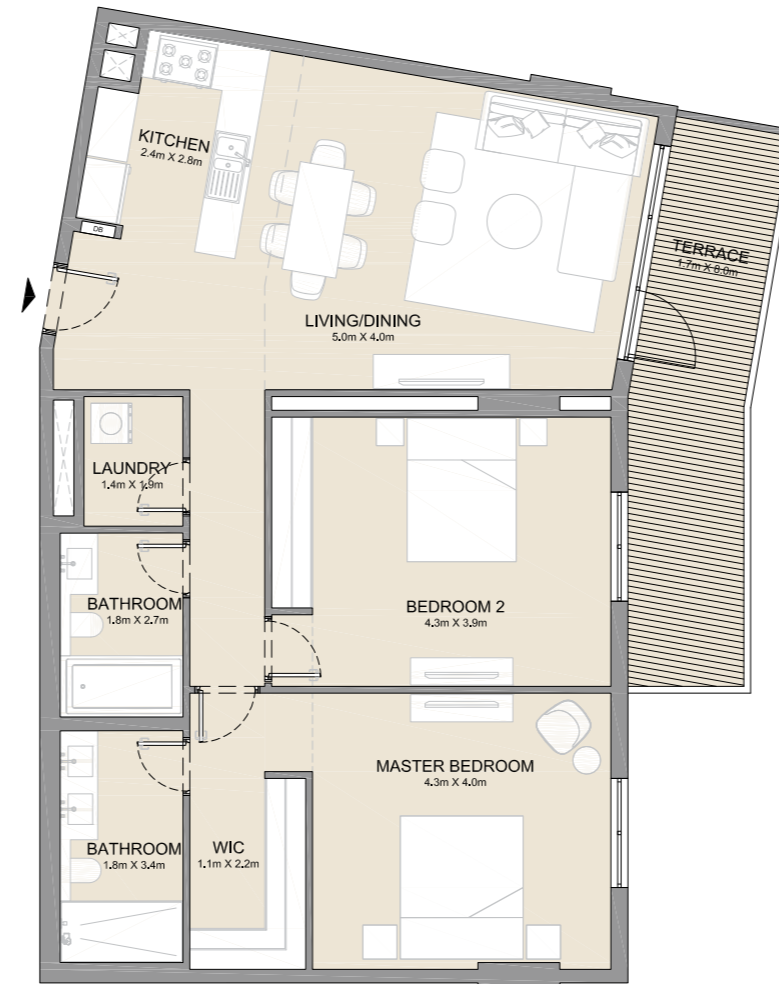 KITCHEN
2.4m X 2.8m
DB
TERRACE
1.7m X 8.0m
LIVING/DINING
5.0m X 4.0m
LAUNDRY
1.4m X 1.9m
BATHROOM
1.8m X 2.7m
BEDROOM 2
4.3m X 3.9m
MASTER BEDROOM
4.3m X 4.0m
BATHROOM
1.8m X 3.4m
WIC
1.1m X 2.2m